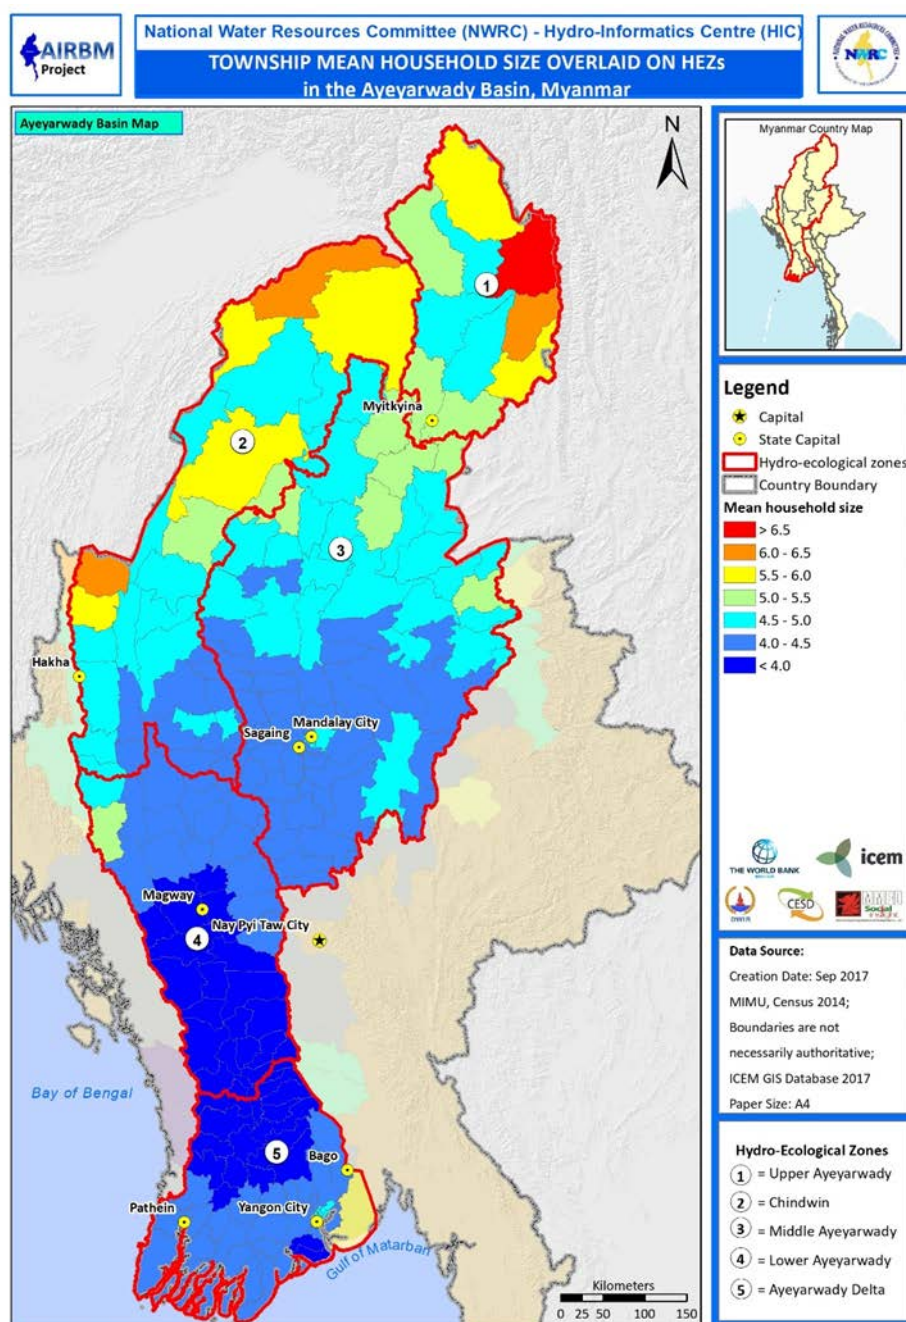 AIRBM
Project
National Water Resources Committee (NWRC) - Hydro-Informatics Centre (HIC)
TOWNSHIP MEAN HOUSEHOLD SIZE OVERLAID ON HEZs
in the Ayeyarwady Basin, Myanmar
NWRC
Ayeyarwady Basin Map
N
1
2
Myitkyina
3
Hakha
Mandalay City
Sagaing
Magway
Nay Pyi Taw City
4
Bay of Bengal
5
Bago
Pathein
Yangon City
Gulf of Matarban
Kilometers
0 25 50 100 150
Myanmar Country Map
Legend
Capital
State Capital
Hydro-ecological zones
Country Boundary
Mean household size
> 6.5
6.0 - 6.5
5.5 - 6.0
5.0 - 5.5
4.5 - 5.0
4.0 - 4.5
< 4.0
THE WORLD BANK
icem
DWIR
CESD
Social
Data Source:
Creation Date: Sep 2017
MIMU, Census 2014;
Boundaries are not
necessarily authoritative;
ICEM GIS Database 2017
Paper Size: A4
Hydro-Ecological Zones
1 = Upper Ayeyarwady
2 = Chindwin
3 = Middle Ayeyarwady
4 = Lower Ayeyarwady
5 = Ayeyarwady Delta